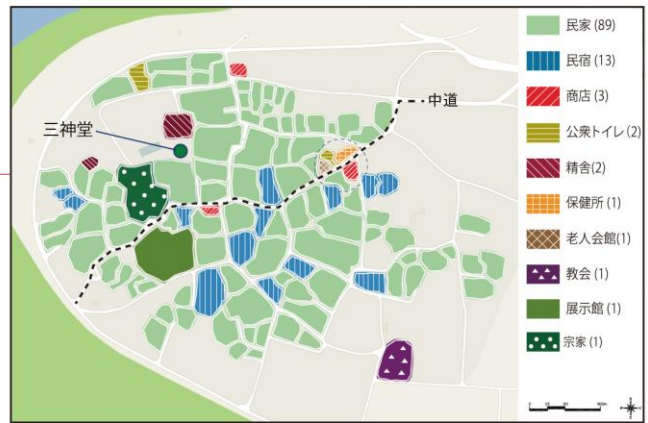 中道
三神堂
民家 (89)
民宿 (13)
商店 (3)
公衆トイレ (2)
精舎(2)
保健所 (1)
老人会館(1)
教会 (1)
展示館 (1)
宗家 (1)